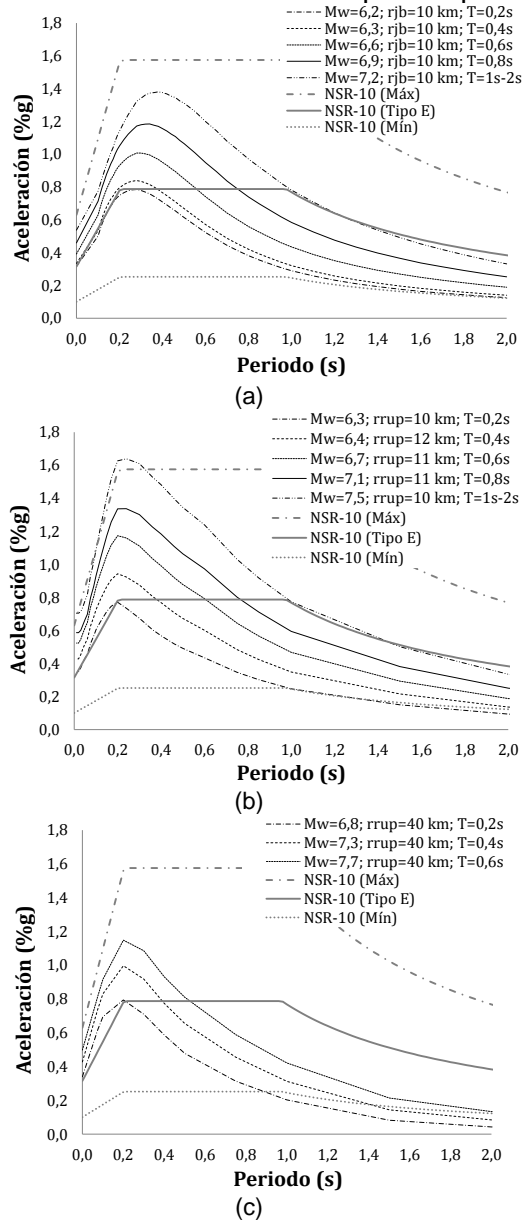 Mw=6,2; rjb=10 km; T=0,2s
Mw=6,3; rjb=10 km; T=0,4s
Mw=6,6; rjb=10 km; T=0,6s
Mw=6,9; rjb=10 km; T=0,8s
Mw=7,2; rjb=10 km; T=1s-2s
NSR-10 (Máx)
NSR-10 (Tipo E)
NSR-10 (Mín)
Aceleración (%g)
1,8
1,6
1,4
1,2
1,0
0,8
0,6
0,4
0,2
0,0
0,0 0,2 0,4 0,6 0,8 1,0 1,2 1,4 1,6 1,8 2,0
Periodo (s)
(a)
Mw=6,3; rrup=10 km; T=0,2s
Mw=6,4; rrup=12 km; T=0,4s
Mw=6,7; rrup=11 km; T=0,6s
Mw=7,1; rrup=11 km; T=0,8s
Mw=7,5; rrup=10 km; T=1s-2s
NSR-10 (Máx)
NSR-10 (Tipo E)
NSR-10 (Mín)
Aceleración (%g)
1,8
1,6
1,4
1,2
1,0
0,8
0,6
0,4
0,2
0,0
0,0 0,2 0,4 0,6 0,8 1,0 1,2 1,4 1,6 1,8 2,0
Periodo (s)
(b)
Mw=6,8; rrup=40 km; T=0,2s
Mw=7,3; rrup=40 km; T=0,4s
Mw=7,7; rrup=40 km; T=0,6s
NSR-10 (Máx)
NSR-10 (Tipo E)
NSR-10 (Mín)
Aceleración (%g)
1,8
1,6
1,4
1,2
1,0
0,8
0,6
0,4
0,2
0,0
0,0 0,2 0,4 0,6 0,8 1,0 1,2 1,4 1,6 1,8 2,0
Periodo (s)
(c)